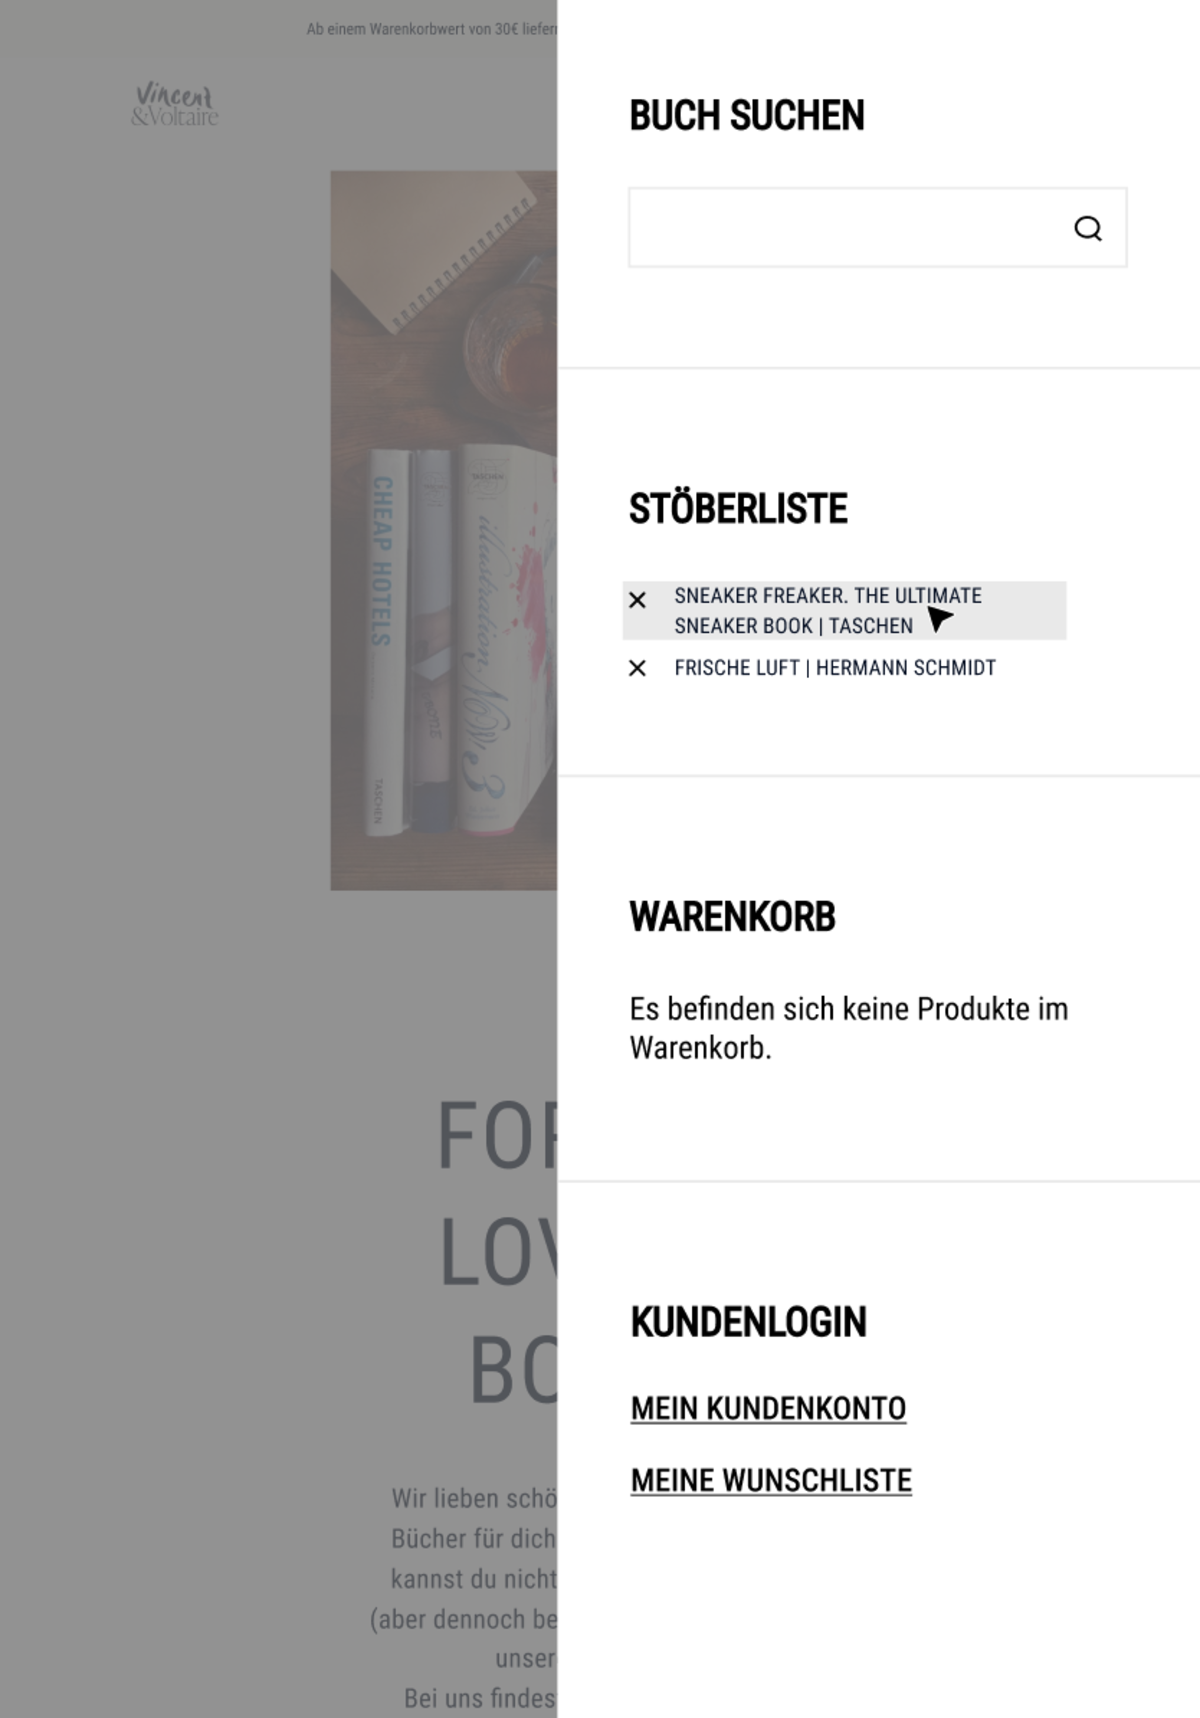 Ab einem Warenkorbwert von 30€ liefer
Vincent
&Voltaire
CHEAP HOTELS
TASCHEN
TASCHEN
illustration Now! 3
FOR
LOV
BO
Wir lieben schö
Bücher für dich
kannst du nicht
(aber dennoch be
unser
Bei uns findes
BUCH SUCHEN
STÖBERLISTE
SNEAKER FREAKER. THE ULTIMATE
SNEAKER BOOK | TASCHEN
FRISCHE LUFT | HERMANN SCHMIDT
WARENKORB
Es befinden sich keine Produkte im
Warenkorb.
KUNDENLOGIN
MEIN KUNDENKONTO
MEINE WUNSCHLISTE